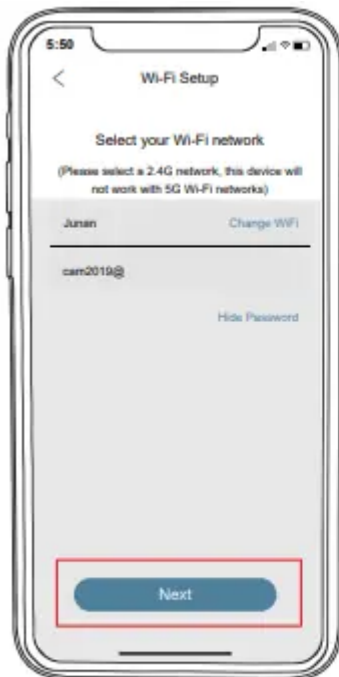 5:50
Wi-Fi Setup
Select your Wi-Fi network
(Please select a 2.4G network, this device will
not work with 5G Wi-Fi networks)
Junan Change WiFi
cam2019@
Hide Password
Next